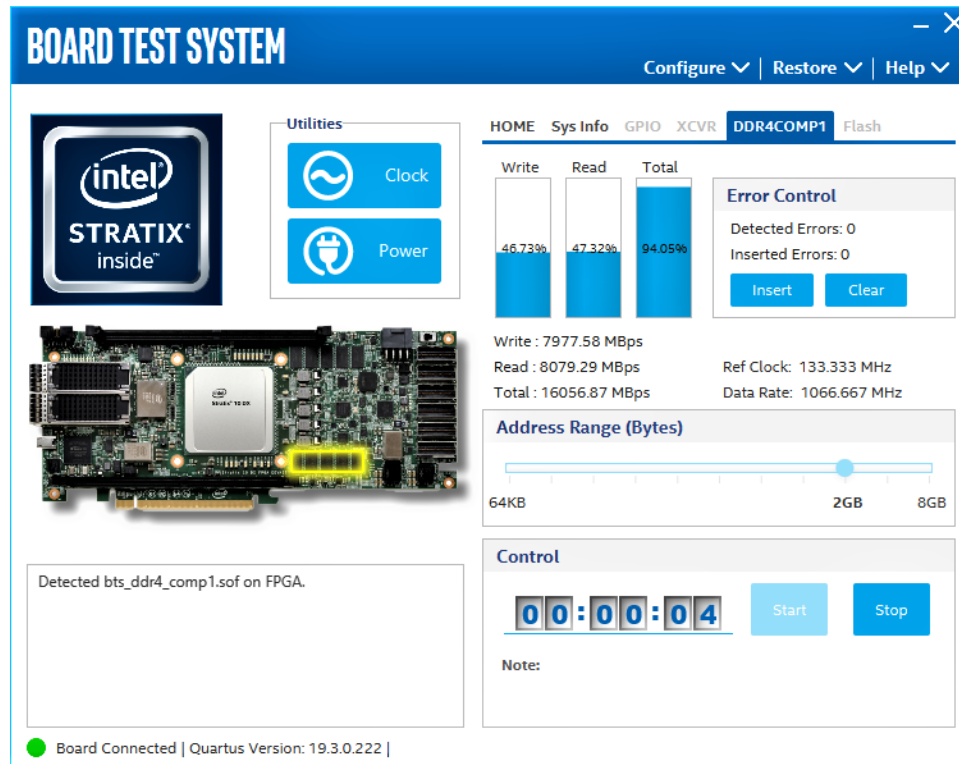 BOARD TEST SYSTEM
Configure | Restore | Help
Utilities
Clock
Power
intel
STRATIX
inside™
HOME Sys Info GPIO XCVR DDR4COMP1 Flash
Write Read Total
46.73% 47.32% 94.05%
Error Control
Detected Errors: 0
Inserted Errors: 0
Insert Clear
Write : 7977.58 MBps
Read : 8079.29 MBps
Total : 16056.87 MBps
Ref Clock: 133.333 MHz
Data Rate: 1066.667 MHz
Address Range (Bytes)
64KB 2GB 8GB
Control
00:00:04
Start Stop
Note:
Detected bts_ddr4_comp1.sof on FPGA.
Board Connected | Quartus Version: 19.3.0.222 |